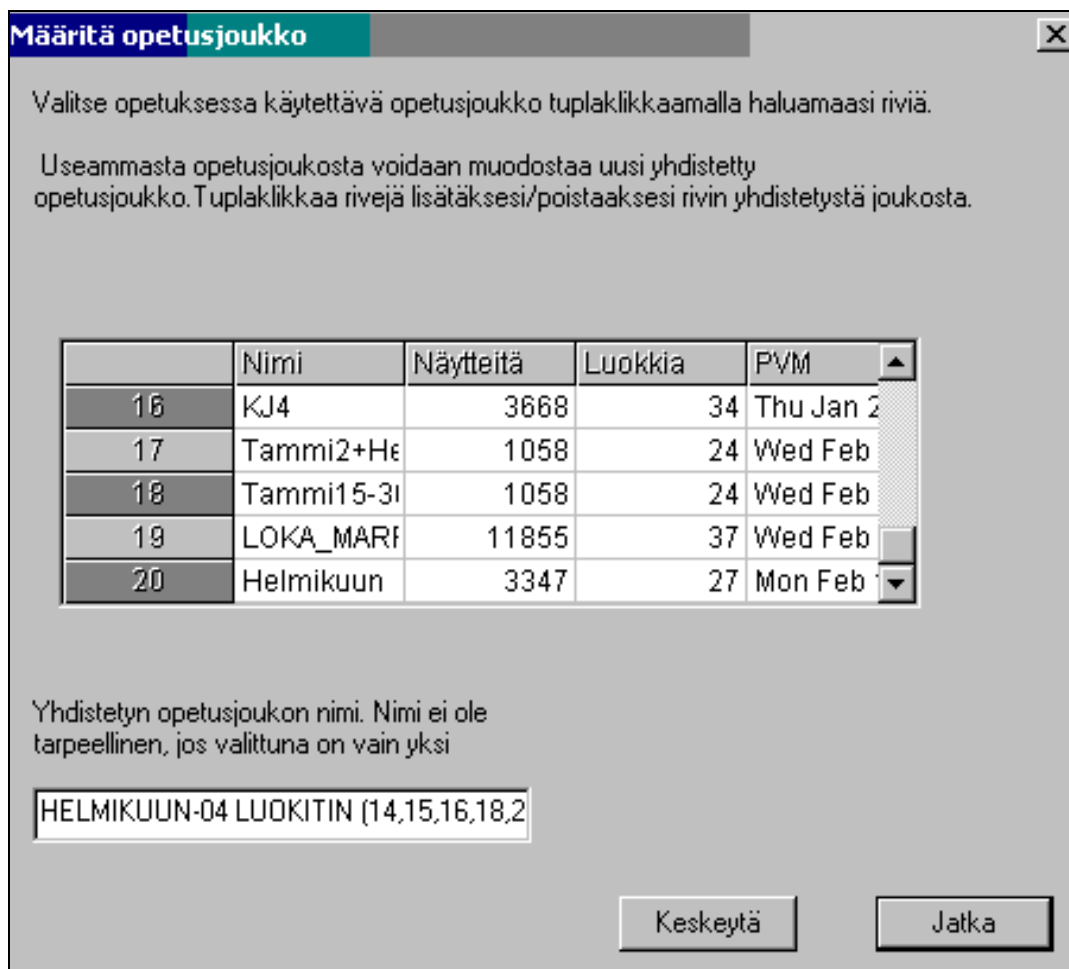 Määritä opetusjoukko
Valitse opetuksessa käytettävä opetusjoukko tuplaklikkaamalla haluamaasi riviä.
Useammasta opetusjoukosta voidaan muodostaa uusi yhdistetty
opetusjoukko.Tuplaklikkaa rivejä lisätäksesi/poistaaksesi rivin yhdistetystä joukosta.
Nimi Näytteitä Luokkia PVM
16 KJ4 3668 34 Thu Jan 2
17 Tammi2+He 1058 24 Wed Feb
18 Tammi15-3 1058 24 Wed Feb
19 LOKA_MAR 11855 37 Wed Feb
20 Helmikuun 3347 27 Mon Feb
Yhdistetyn opetusjoukon nimi. Nimi ei ole
tarpeellinen, jos valittuna on vain yksi
HELMIKUUN-04 LUOKITIN (14,15,16,18,2
Keskeytä Jatka